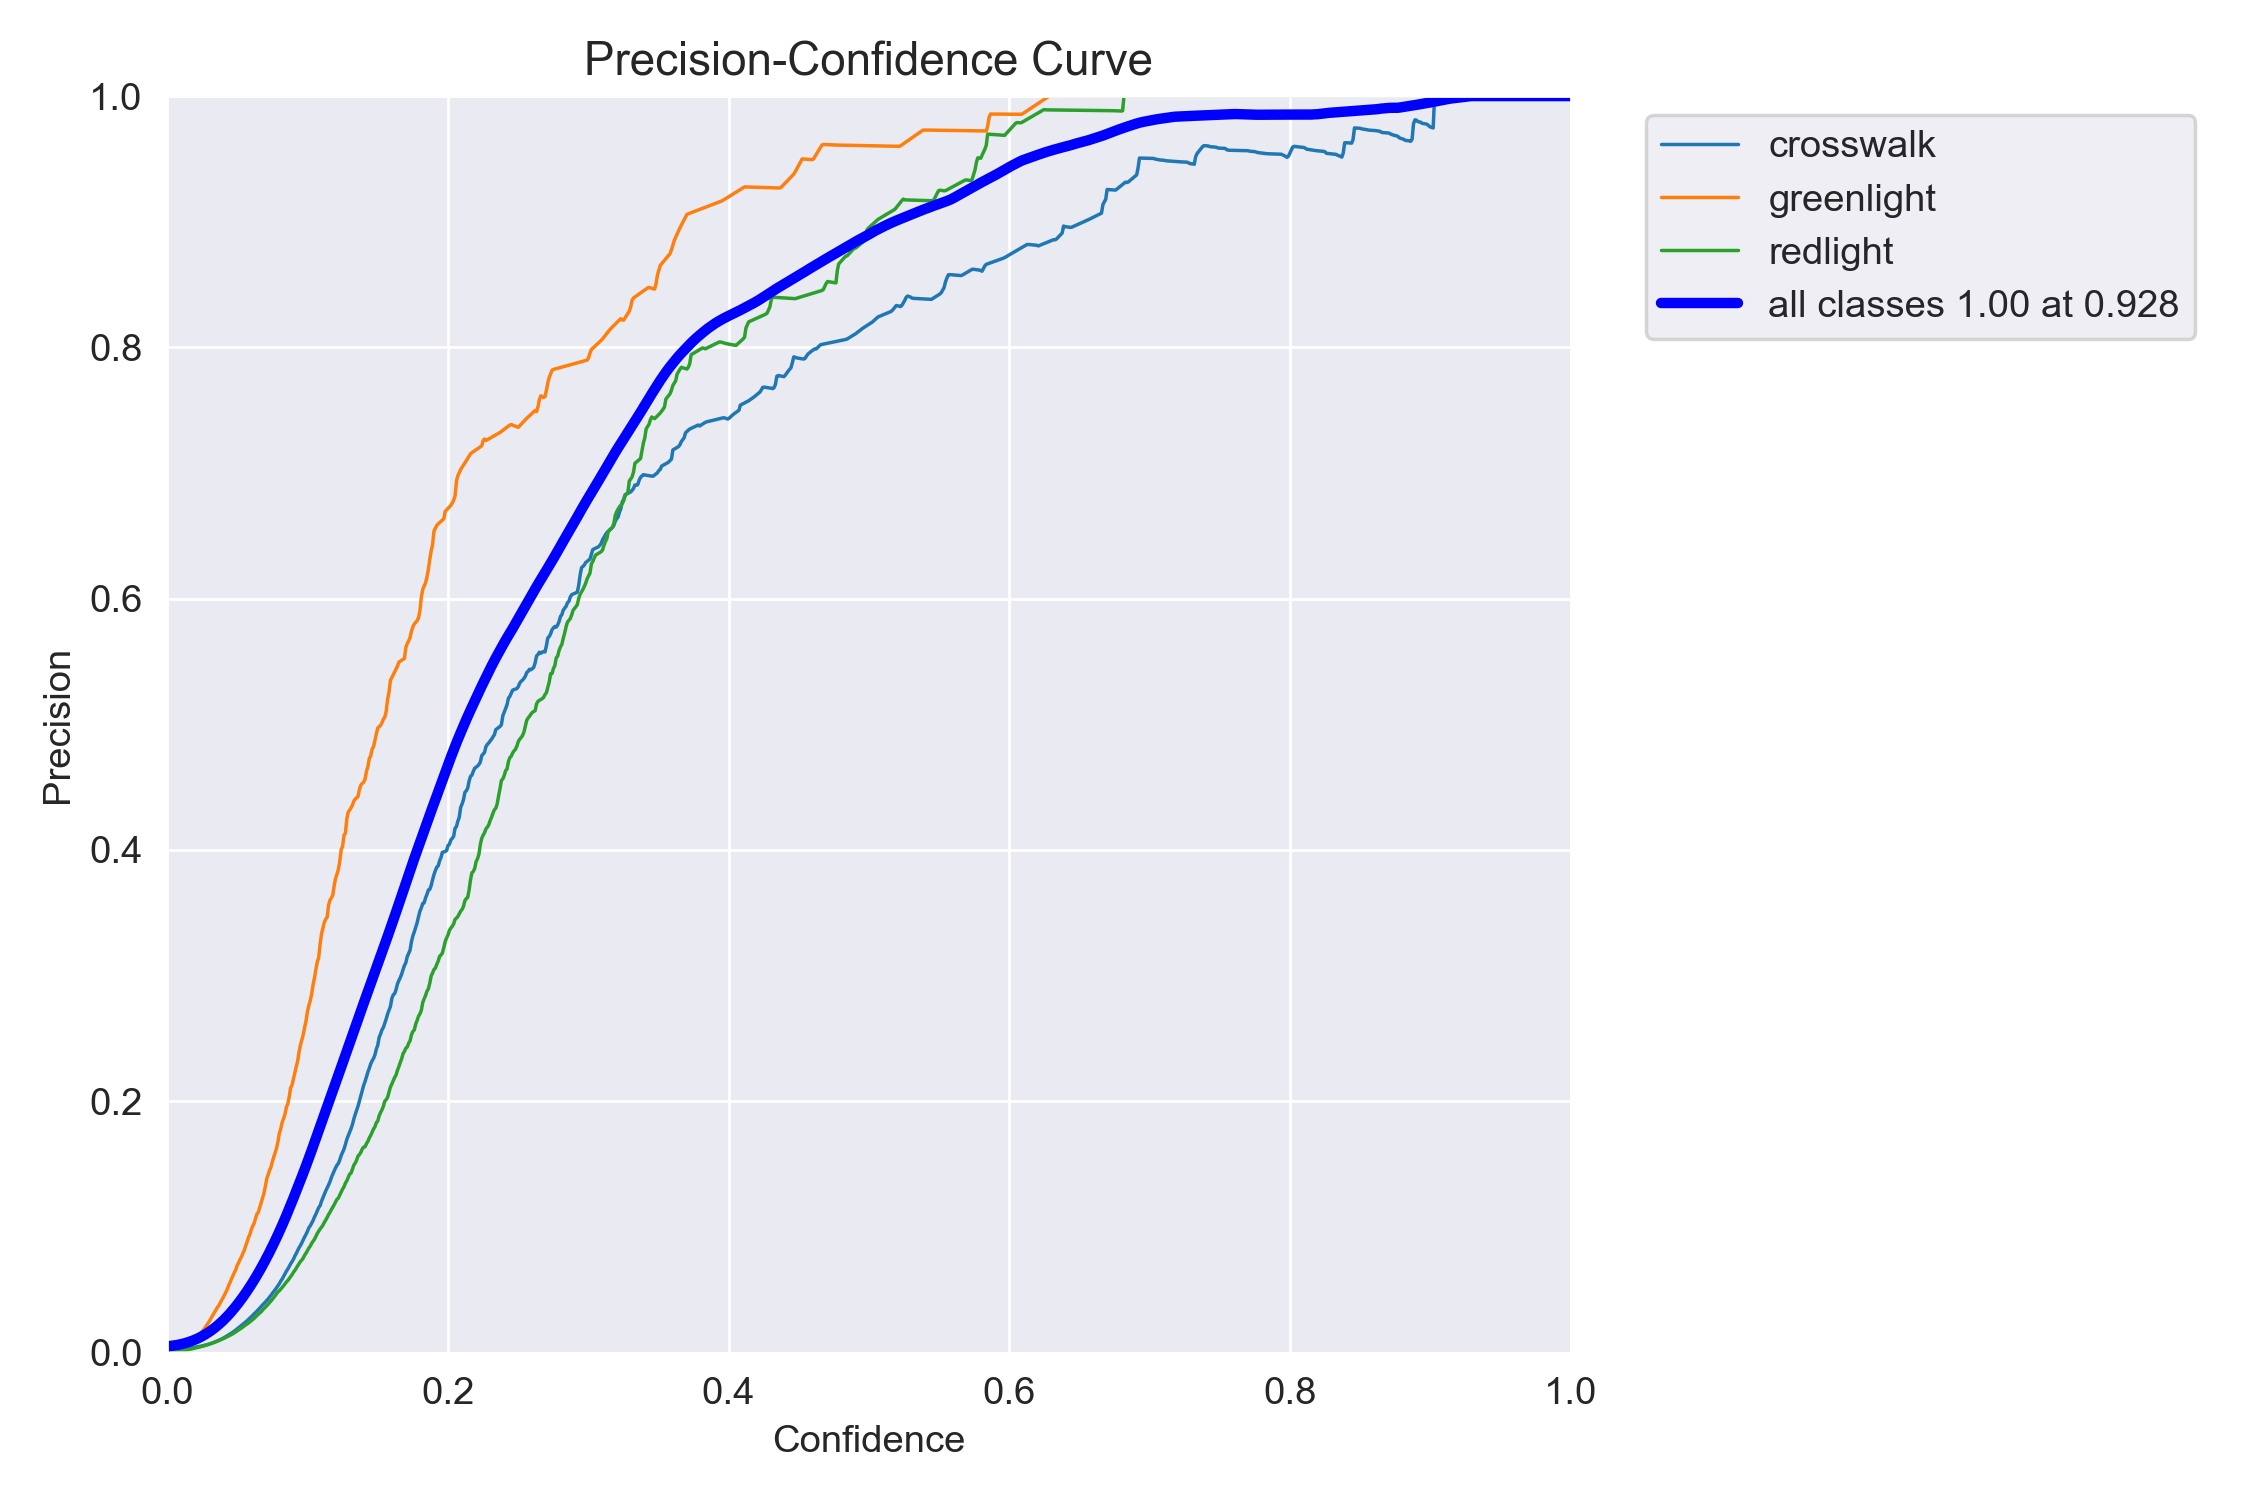 Precision-Confidence Curve
1.0
0.8
0.6
0.4
0.2
0.0
Precision
0.0 0.2 0.4 0.6 0.8 1.0
Confidence
crosswalk
greenlight
redlight
all classes 1.00 at 0.928